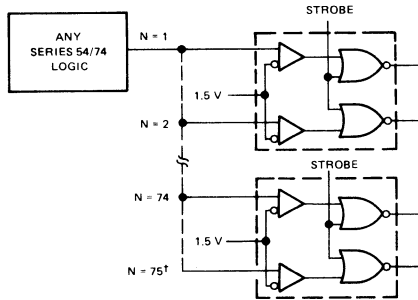 STROBE
ANY
SERIES 54/74
LOGIC
N = 1
1.5 V
N = 2
STROBE
N = 74
1.5 V
N = 75†